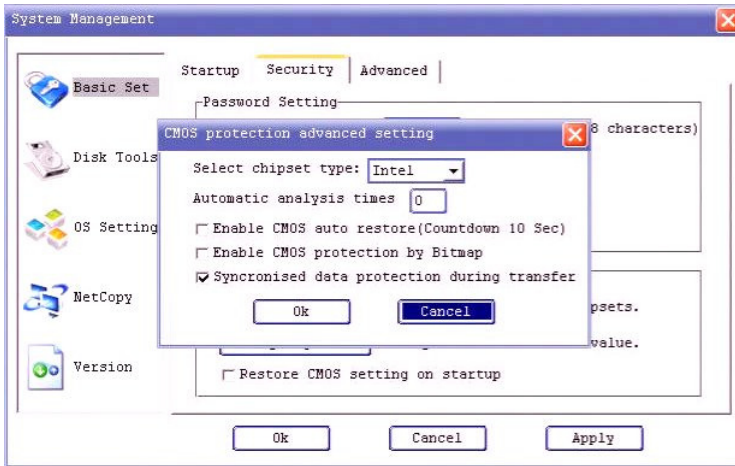 System Management
Basic Set
Disk Tools
OS Setting
NetCopy
Version
Startup Security Advanced
Password Setting
8 characters)
CMOS protection advanced setting
Select chipset type: Intel
Automatic analysis times 0
Enable CMOS auto restore(Countdown 10 Sec)
Enable CMOS protection by Bitmap
Syncronised data protection during transfer
Ok Cancel
psets.
value.
Restore CMOS setting on startup
Ok Cancel Apply